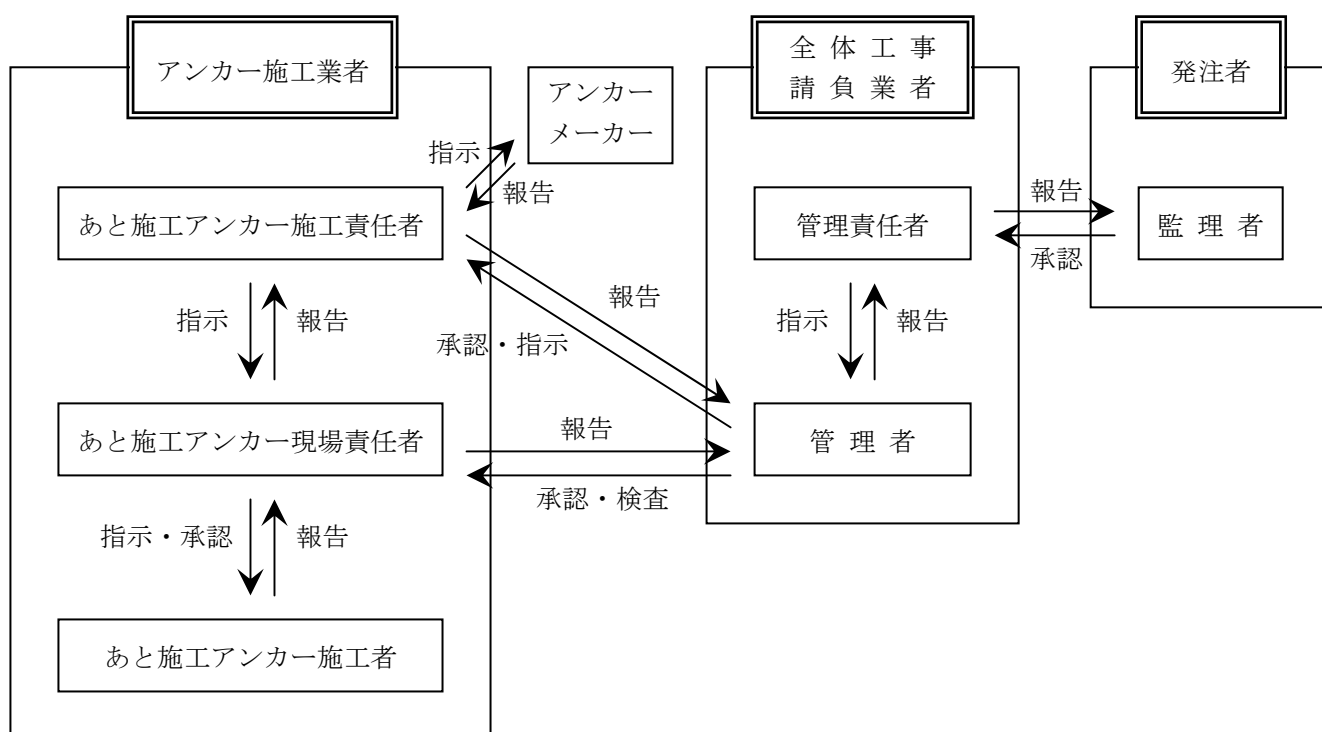 アンカー施工業者
全体工事
請負業者
発注者
アンカー
メーカー
指示
報告
あと施工アンカー施工責任者
管理責任者
報告
承認
監理者
指示
報告
報告
承認・指示
指示
報告
あと施工アンカー現場責任者
報告
承認・検査
管理者
指示・承認
報告
あと施工アンカー施工者